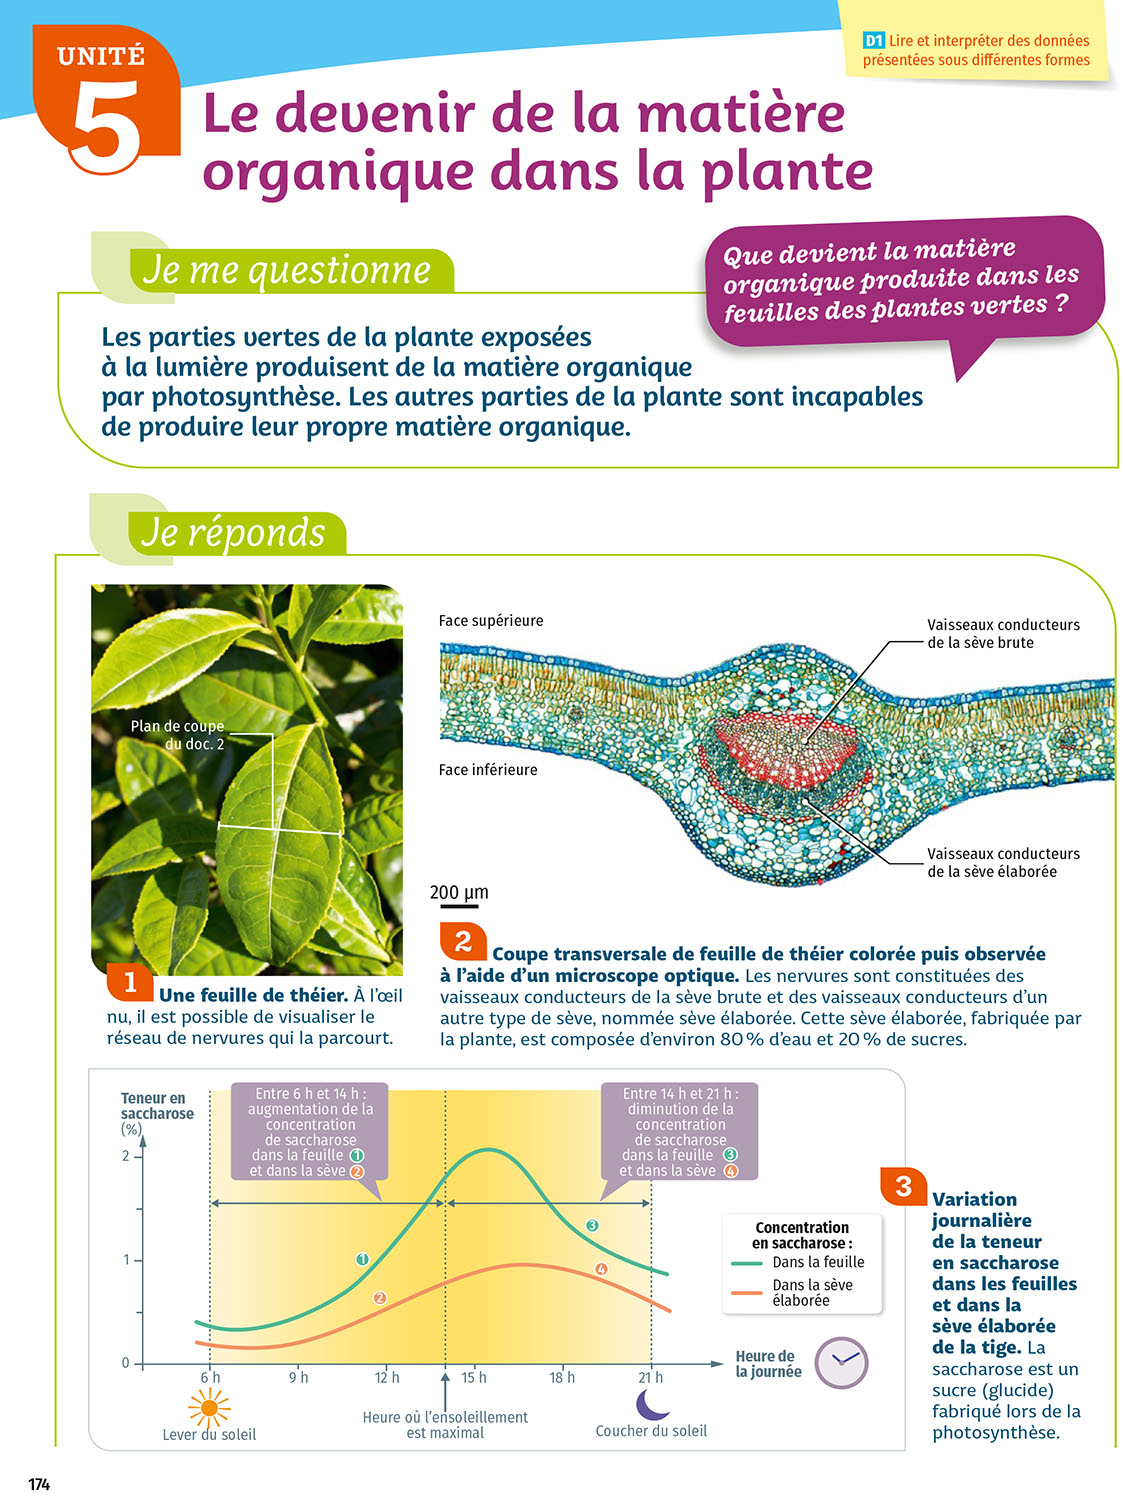 D1 Lire et interpréter des données
présentées sous différentes formes
UNITÉ
5
Le devenir de la matière
organique dans la plante
Je me questionne
Que devient la matière
organique produite dans les
feuilles des plantes vertes ?
Les parties vertes de la plante exposées
à la lumière produisent de la matière organique
par photosynthèse. Les autres parties de la plante sont incapables
de produire leur propre matière organique.
Je réponds
Plan de coupe
du doc. 2
1
Une feuille de théier. À l'œil
nu, il est possible de visualiser le
réseau de nervures qui la parcourt.
Face supérieure
Vaisseaux conducteurs
de la sève brute
Face inférieure
Vaisseaux conducteurs
de la sève élaborée
200 µm
2
Coupe transversale de feuille de théier colorée puis observée
à l'aide d'un microscope optique. Les nervures sont constituées des
vaisseaux conducteurs de la sève brute et des vaisseaux conducteurs d'un
autre type de sève, nommée sève élaborée. Cette sève élaborée, fabriquée par
la plante, est composée d'environ 80 % d'eau et 20 % de sucres.
Teneur en
saccharose
(%)
2
1
0
Entre 6 h et 14 h :
augmentation de la
concentration
de saccharose
dans la feuille 1
et dans la sève 2
Entre 14 h et 21 h :
diminution de la
concentration
de saccharose
dans la feuille 3
et dans la sève 4
1
2
3
4
Concentration
en saccharose :
Dans la feuille
Dans la sève
élaborée
6 h 9 h 12 h 15 h 18 h 21 h
Heure de
la journée
Lever du soleil
Heure où l'ensoleillement
est maximal
Coucher du soleil
3
Variation
journalière
de la teneur
en saccharose
dans les feuilles
et dans la
sève élaborée
de la tige. La
saccharose est un
sucre (glucide)
fabriqué lors de la
photosynthèse.
174